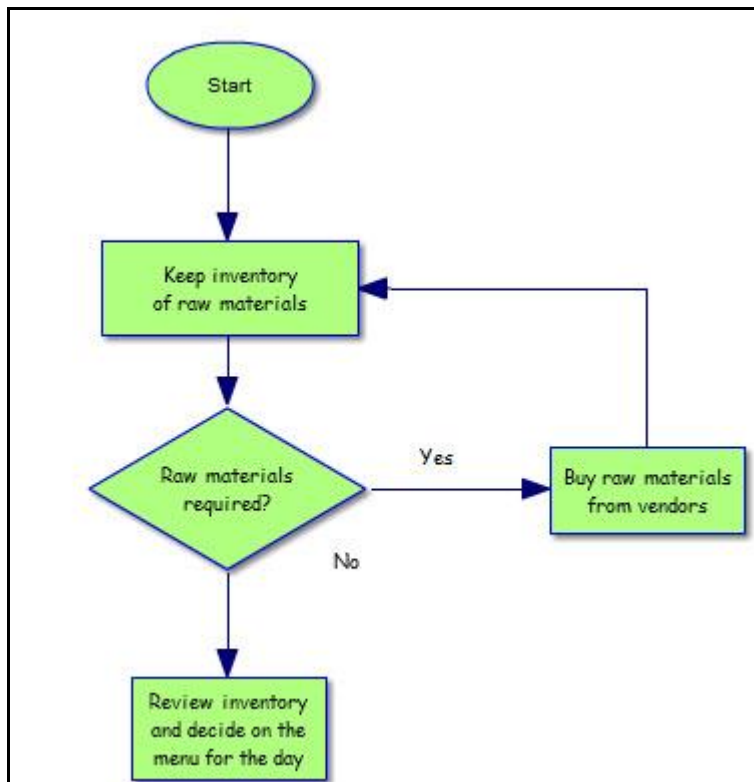 Start
Keep inventory
of raw materials
Raw materials
required?
Yes
Buy raw materials
from vendors
No
Review inventory
and decide on the
menu for the day